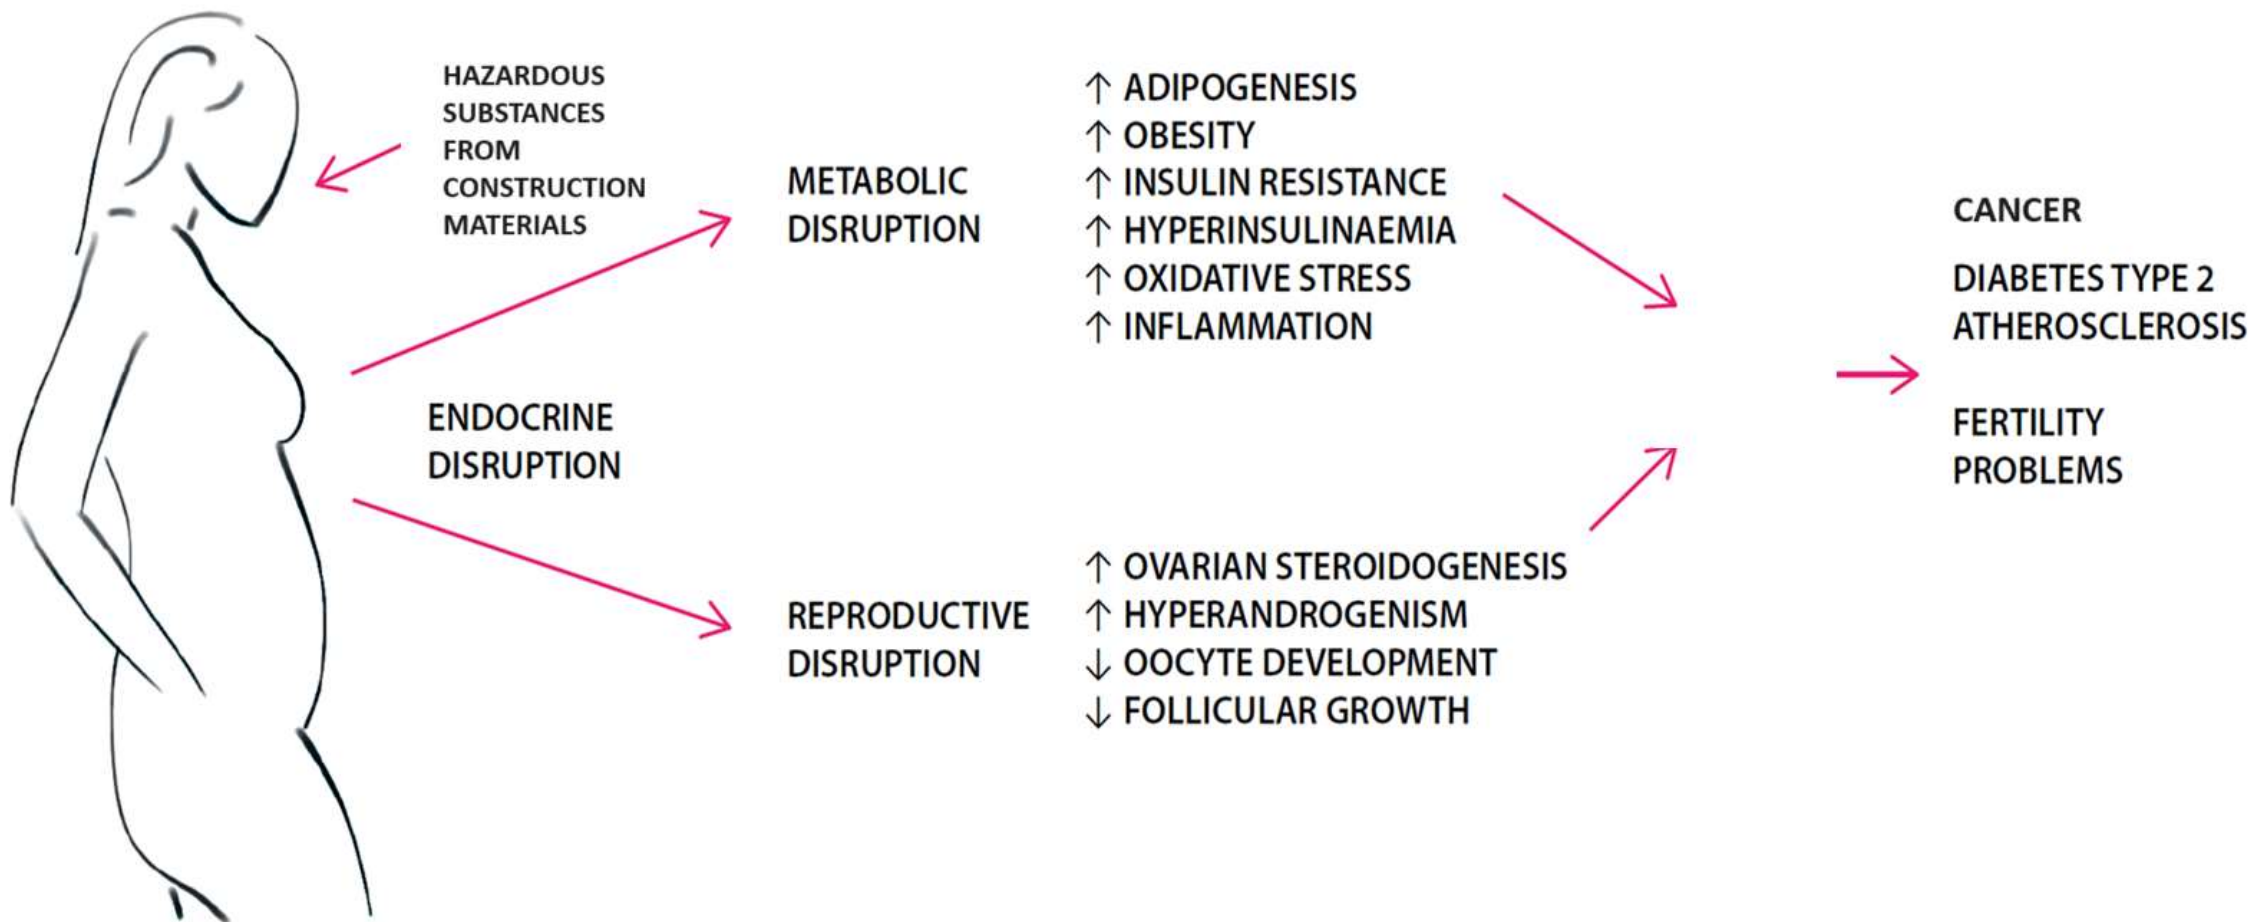 HAZARDOUS
SUBSTANCES
FROM
CONSTRUCTION
MATERIALS
ENDOCRINE
DISRUPTION
METABOLIC
DISRUPTION
↑ ADIPOGENESIS
↑ OBESITY
↑ INSULIN RESISTANCE
↑ HYPERINSULINAEMIA
↑ OXIDATIVE STRESS
↑ INFLAMMATION
REPRODUCTIVE
DISRUPTION
↑ OVARIAN STEROIDOGENESIS
↑ HYPERANDROGENISM
↓ OOCYTE DEVELOPMENT
↓ FOLLICULAR GROWTH
CANCER
DIABETES TYPE 2
ATHEROSCLEROSIS
FERTILITY
PROBLEMS